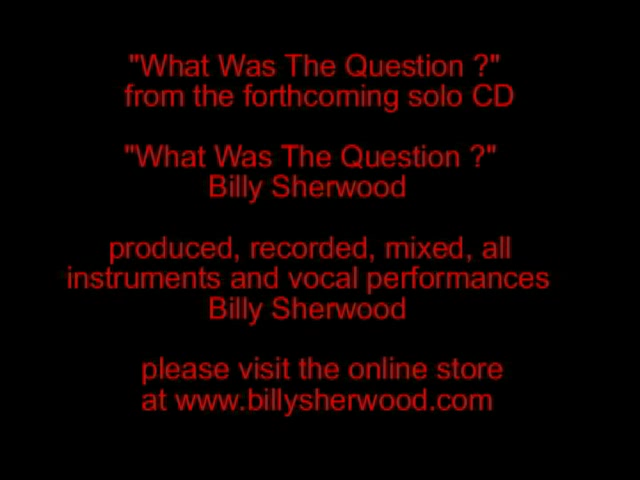 "What Was The Question ?"
from the forthcoming solo CD
"What Was The Question ?"
Billy Sherwood
produced, recorded, mixed, all
instruments and vocal performances
Billy Sherwood
please visit the online store
at www.billysherwood.com